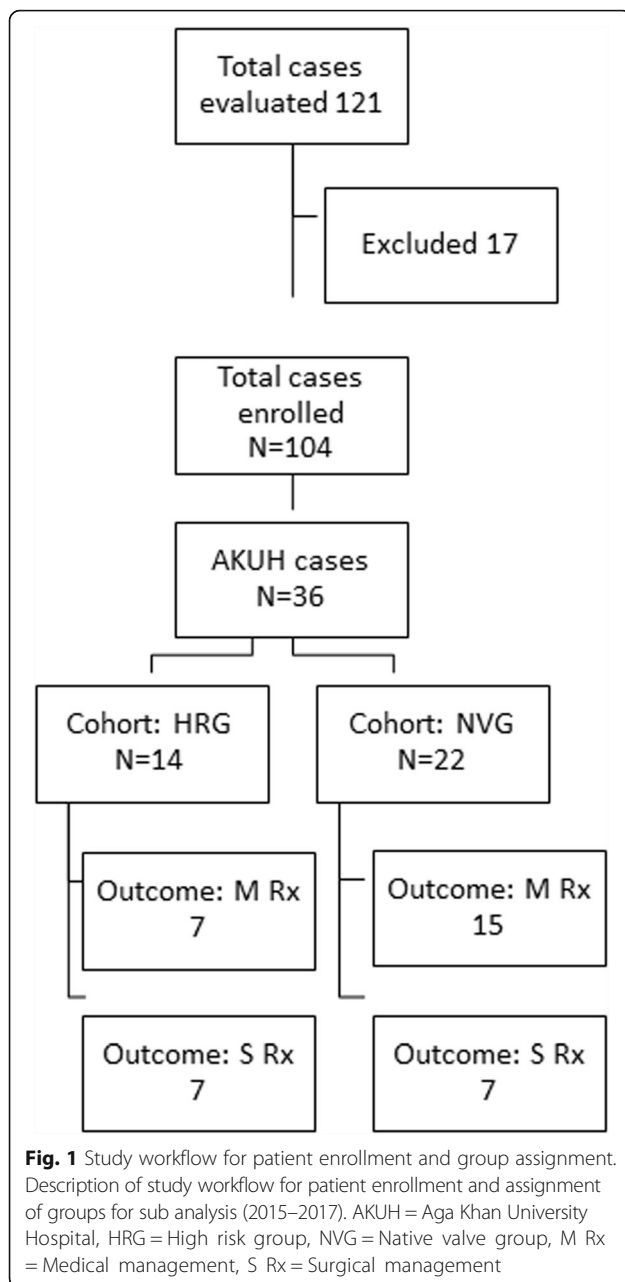 Total cases
evaluated 121
Excluded 17
Total cases
enrolled
N=104
AKUH cases
N=36
Cohort: HRG
N=14
Cohort: NVG
N=22
Outcome: M Rx
7
Outcome: M Rx
15
Outcome: S Rx
7
Outcome: S Rx
7
Fig. 1 Study workflow for patient enrollment and group assignment.
Description of study workflow for patient enrollment and assignment
of groups for sub analysis (2015–2017). AKUH = Aga Khan University
Hospital, HRG = High risk group, NVG = Native valve group, M Rx
= Medical management, S Rx = Surgical management